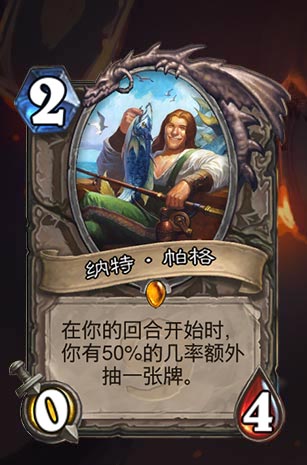 2
纳特·帕格
在你的回合开始时，
你有50%的几率额外
抽一张牌。
0
4